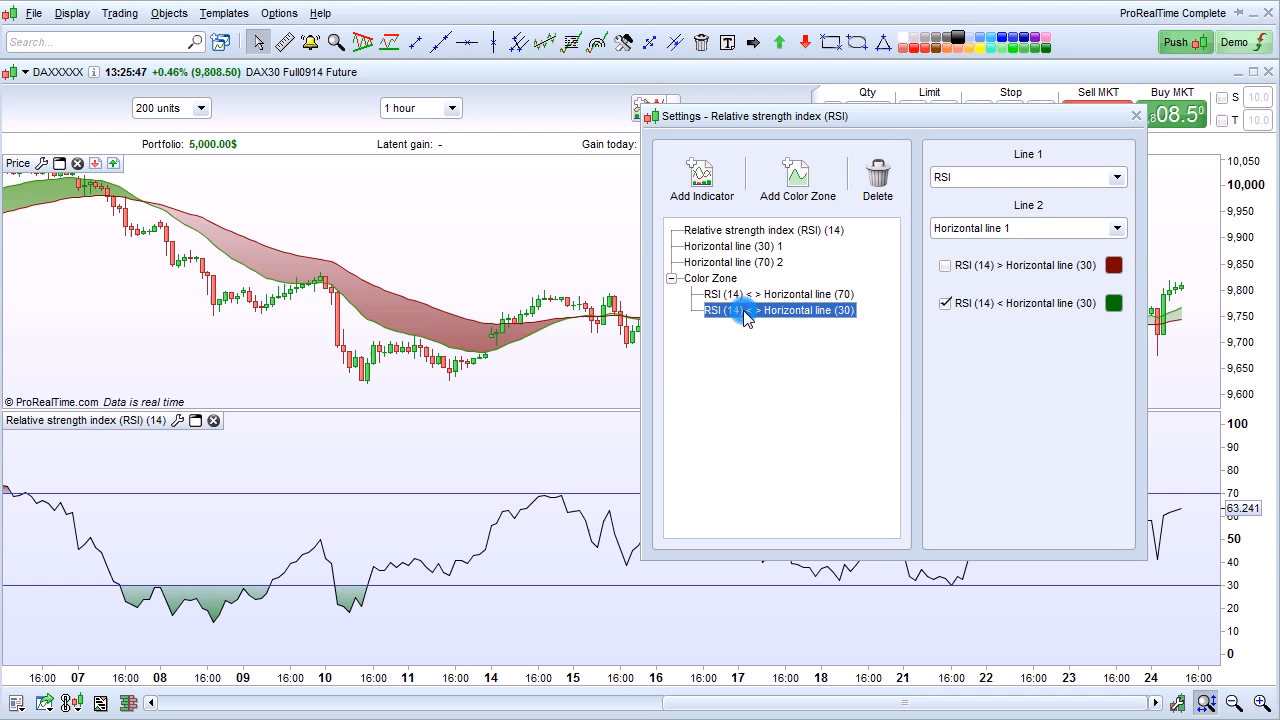 File Display Trading Objects Templates Options Help ProRealTime Complete
Search... Push Demo
DAXXXXX 13:25:47 +0.46% (9,808.50) DAX30 Full0914 Future
200 units 1 hour Qty Limit Stop Sell MKT Buy MKT S 10.0
08.5 0 T 10.0
Portfolio: 5,000.00$ Latent gain: - Gain today:
Price
10,050
10,000
9,950
9,900
9,850
9,800
9,750
9,700
9,650
9,600
© ProRealTime.com Data is real time
Settings - Relative strength index (RSI)
Add Indicator Add Color Zone Delete
Relative strength index (RSI) (14)
Horizontal line (30) 1
Horizontal line (70) 2
Color Zone
RSI (14) < > Horizontal line (70)
RSI (14) < > Horizontal line (30)
Line 1
RSI
Line 2
Horizontal line 1
RSI (14) > Horizontal line (30)
RSI (14) < Horizontal line (30)
Relative strength index (RSI) (14)
100
90
80
70
63.241
50
40
30
20
10
0
16:00 07 16:00 08 16:00 09 16:00 10 16:00 11 16:00 14 16:00 15 16:00 16 16:00 17 16:00 18 16:00 21 16:00 22 16:00 23 16:00 24 16:00